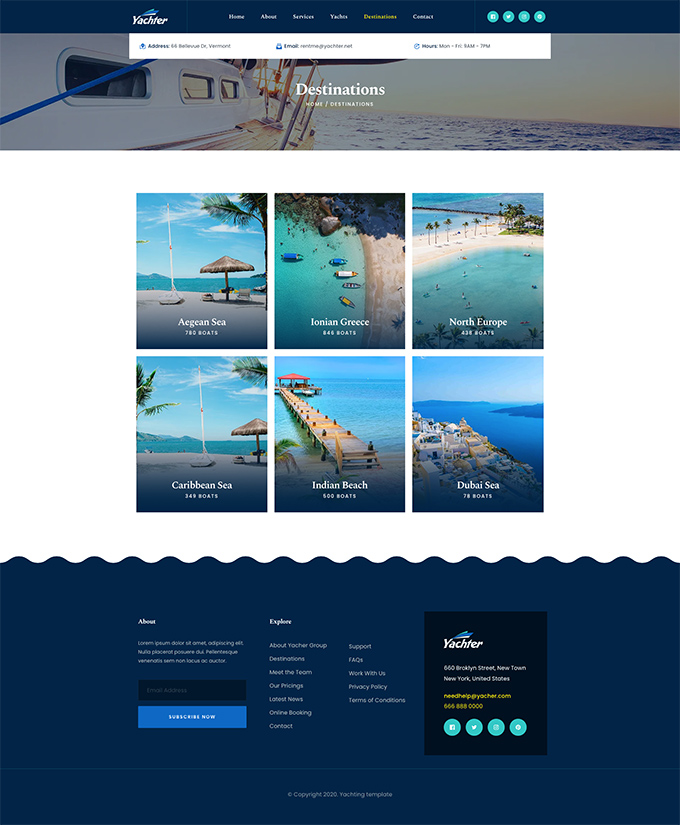 Yachter
Home About Services Yachts Destinations Contact
Address: 66 Bellevue Dr, Vermont
Email: rentme@yachter.net
Hours: Mon - Fri: 9AM - 7PM
Destinations
HOME / DESTINATIONS
Aegean Sea
780 BOATS
Ionian Greece
846 BOATS
North Europe
438 BOATS
Caribbean Sea
349 BOATS
Indian Beach
500 BOATS
Dubai Sea
78 BOATS
About
Lorem ipsum dolor sit amet, adipiscing elit.
Nulla placerat posuere dui. Pellentesque
venenatis sem non lacus ac auctor.
Email Address
SUBSCRIBE NOW
Explore
About Yacher Group
Destinations
Meet the Team
Our Pricings
Latest News
Online Booking
Contact
Support
FAQs
Work With Us
Privacy Policy
Terms of Conditions
Yachter
660 Broklyn Street, New Town
New York, United States
needhelp@yacher.com
666 888 0000
© Copyright 2020. Yachting template